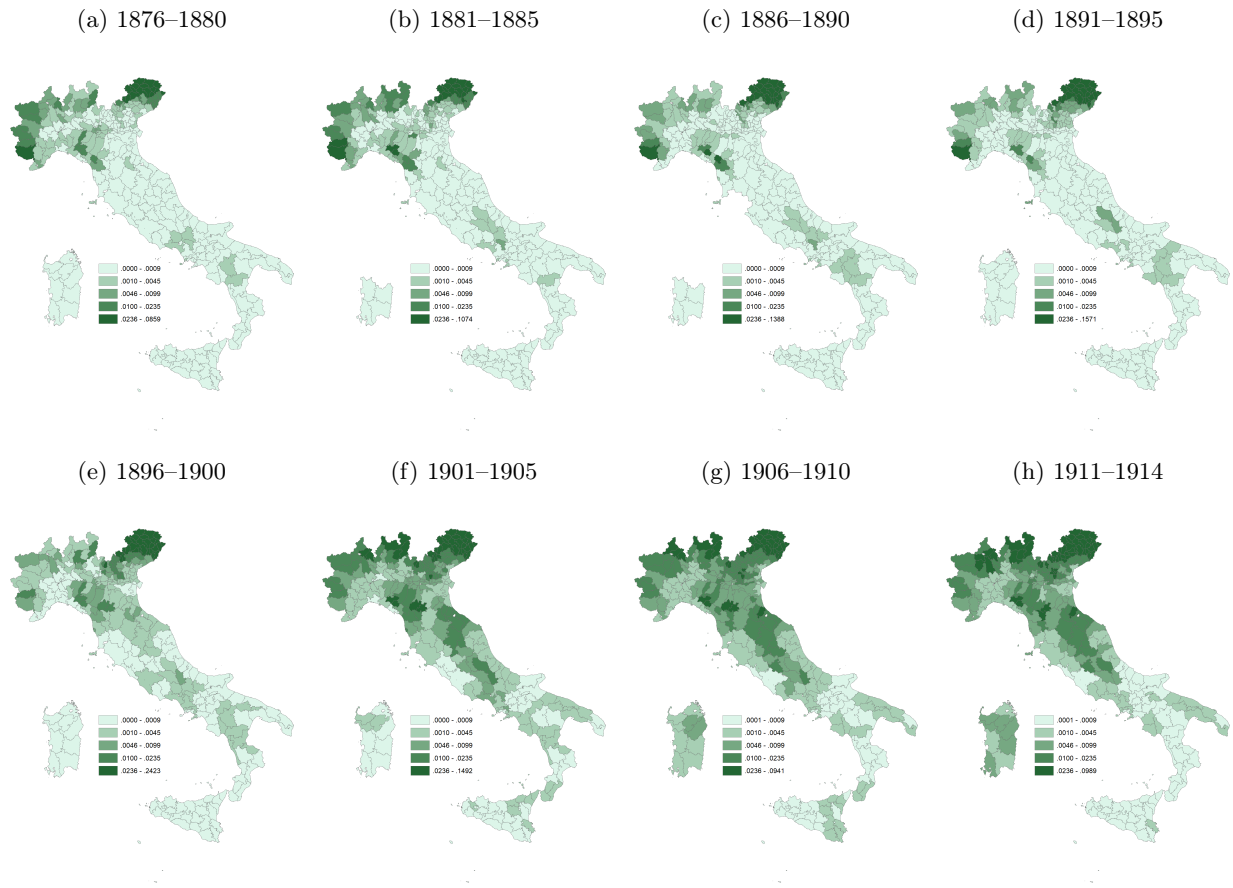 (a) 1876–1880
(b) 1881–1885
(c) 1886–1890
(d) 1891–1895
.0000 - .0009
.0010 - .0045
.0046 - .0099
.0100 - .0235
.0236 - .0859
.0000 - .0009
.0010 - .0045
.0046 - .0099
.0100 - .0235
.0236 - .1074
.0000 - .0009
.0010 - .0045
.0046 - .0099
.0100 - .0235
.0236 - .1388
.0000 - .0009
.0010 - .0045
.0046 - .0099
.0100 - .0235
.0236 - .1571
(e) 1896–1900
(f) 1901–1905
(g) 1906–1910
(h) 1911–1914
.0000 - .0009
.0010 - .0045
.0046 - .0099
.0100 - .0235
.0236 - .2423
.0000 - .0009
.0010 - .0045
.0046 - .0099
.0100 - .0235
.0236 - .1492
.0001 - .0009
.0010 - .0045
.0046 - .0099
.0100 - .0235
.0236 - .0941
.0001 - .0009
.0010 - .0045
.0046 - .0099
.0100 - .0235
.0236 - .0989